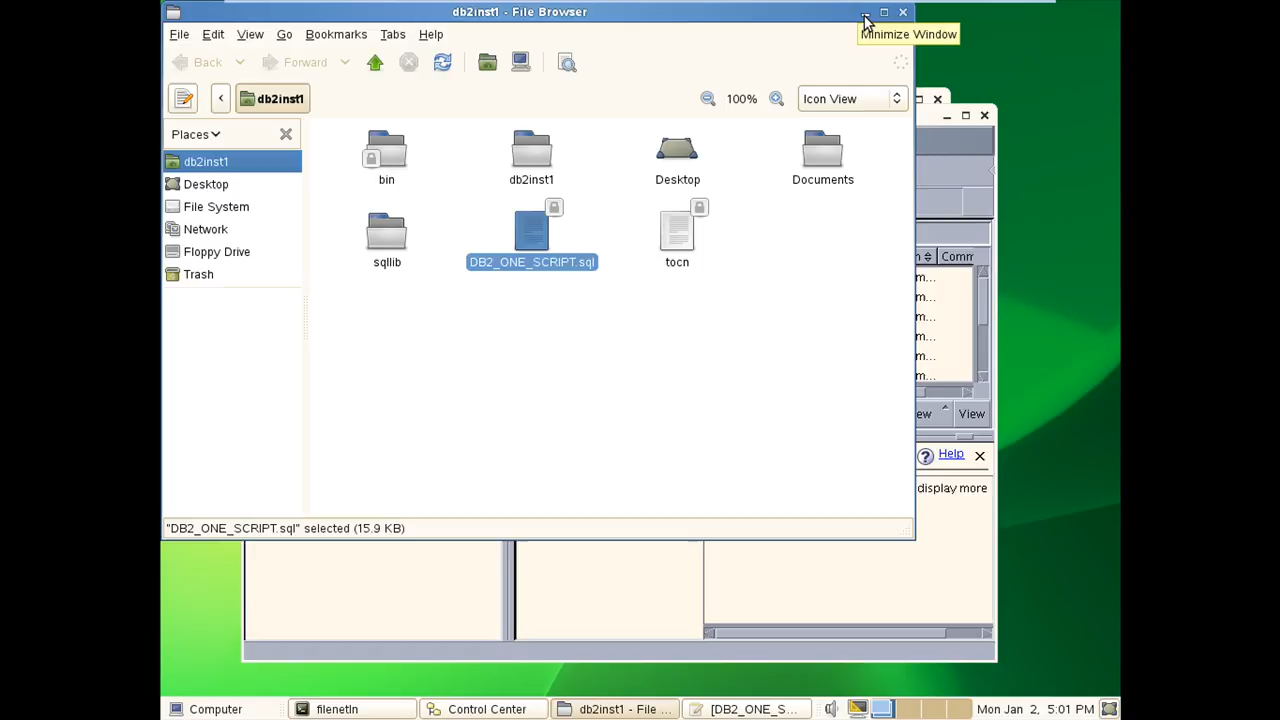 db2inst1 - File Browser
Minimize Window
File Edit View Go Bookmarks Tabs Help
Back Forward
db2inst1 100% Icon View
Places
db2inst1
Desktop
File System
Network
Floppy Drive
Trash
bin db2inst1 Desktop Documents
sqllib DB2_ONE_SCRIPT.sql tocn
Comm
m...
m...
m...
m...
m...
m...
ew View
Help
display more
"DB2_ONE_SCRIPT.sql" selected (15.9 KB)
Computer filenetln Control Center db2inst1 - File ... [DB2_ONE_S... Mon Jan 2, 5:01 PM